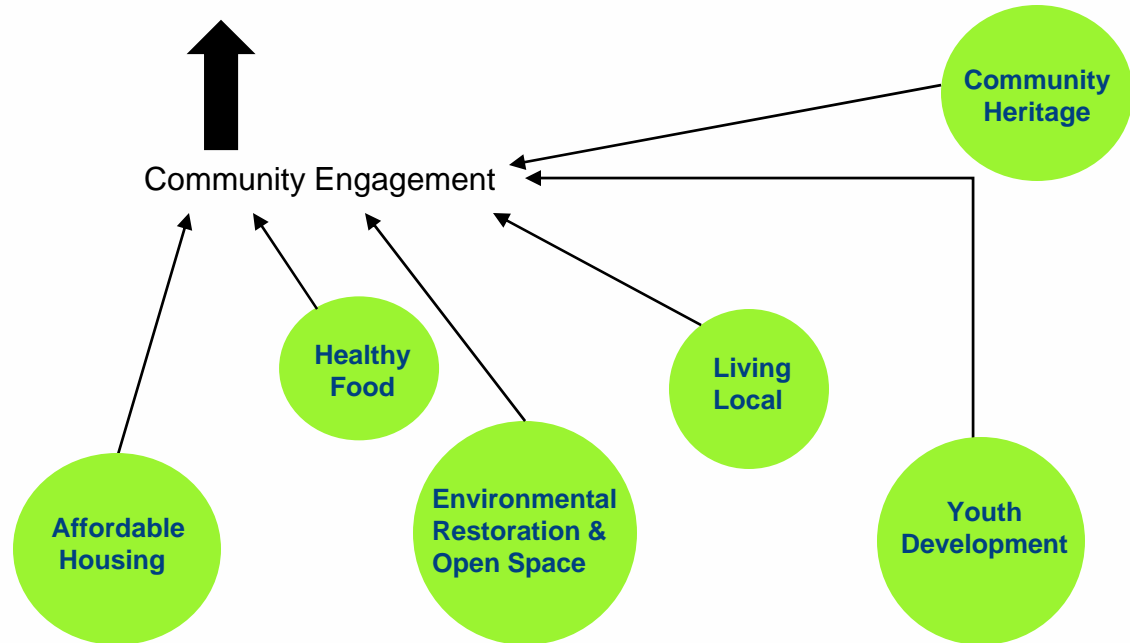 Community
Heritage
Community Engagement
Healthy
Food
Living
Local
Environmental
Restoration &
Open Space
Affordable
Housing
Youth
Development